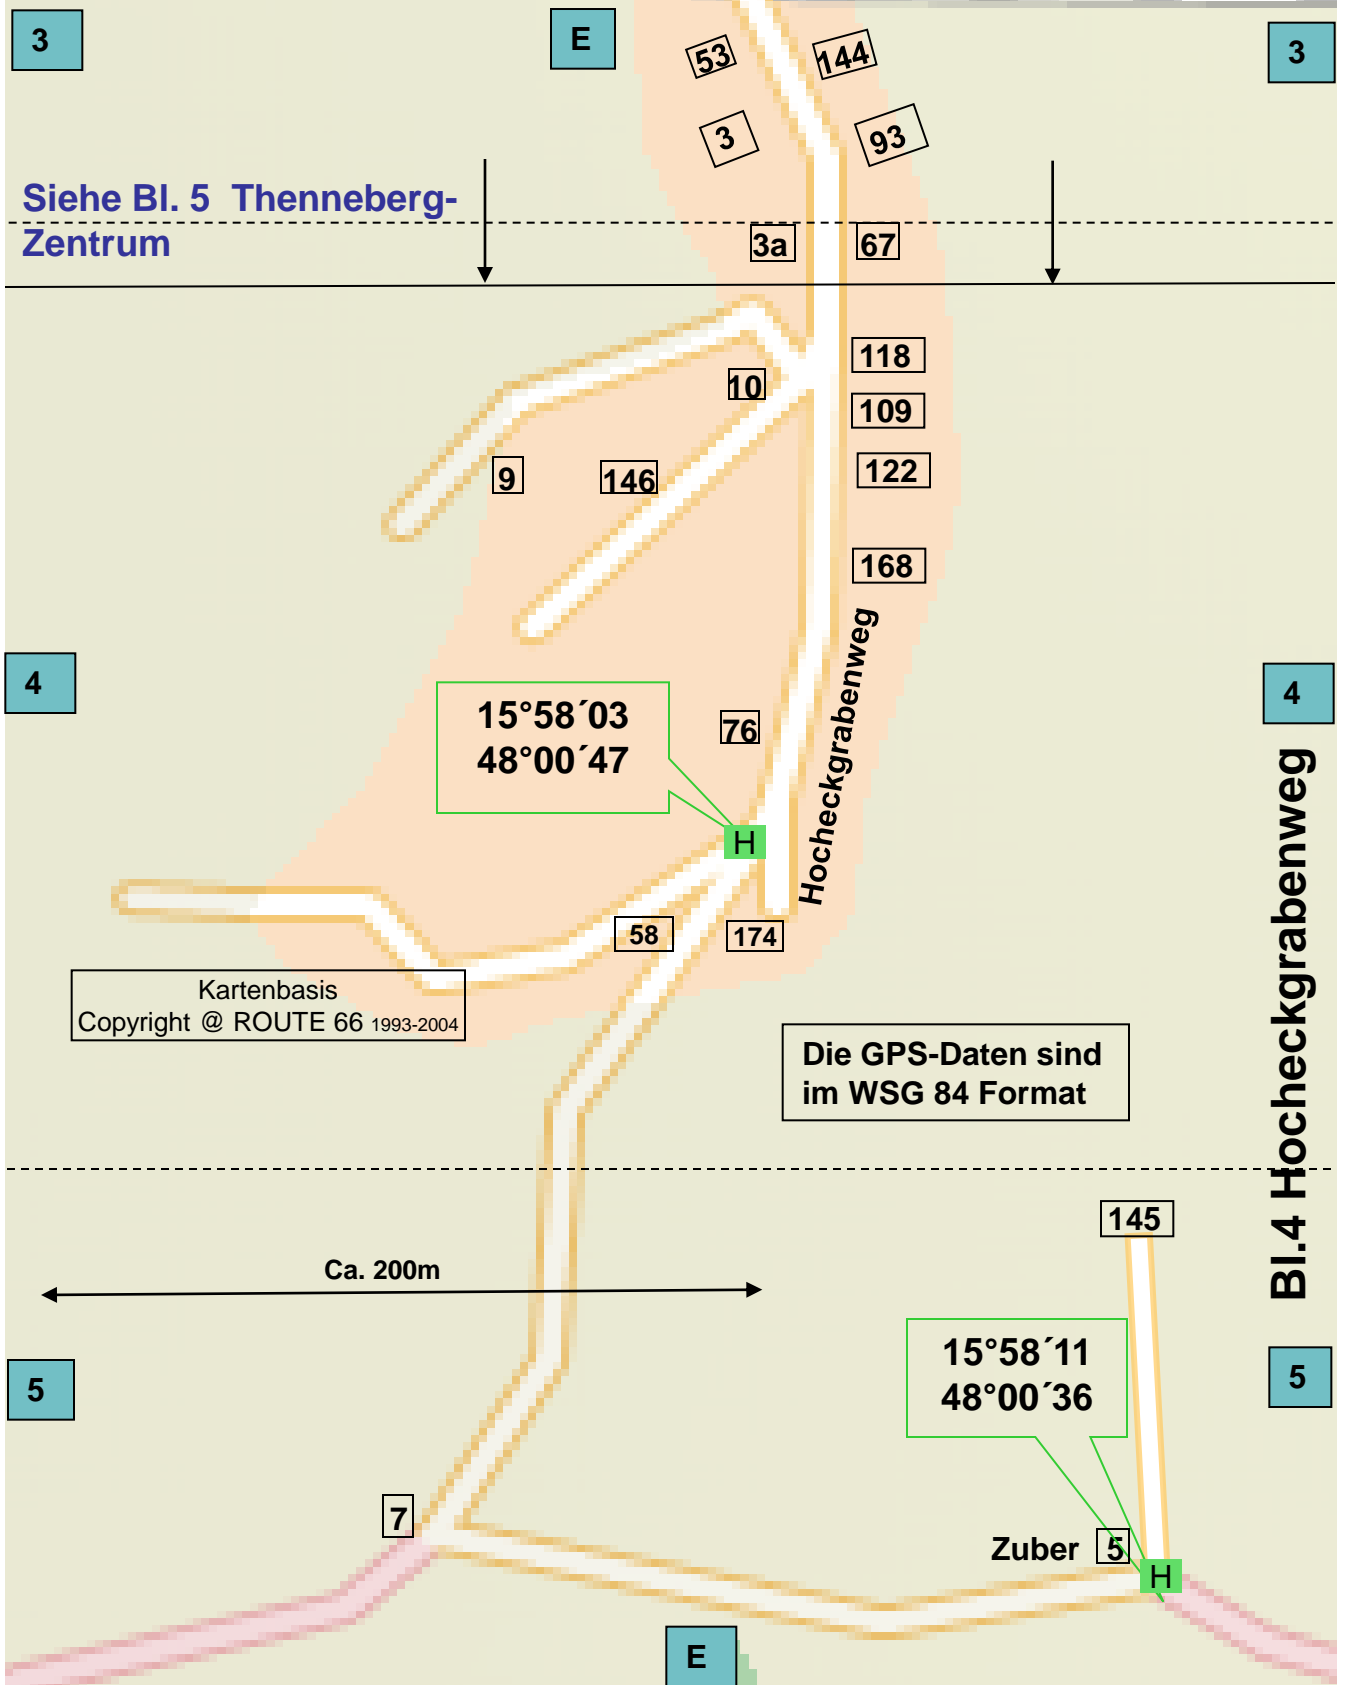 3
E
3
53
144
3
93
Siehe Bl. 5 Thenneberg-
Zentrum
3a
67
118
10
109
122
9
146
168
4
4
15°58´03
48°00´47
76
Hocheckgrabenweg
H
58
174
Kartenbasis
Copyright @ ROUTE 66 1993-2004
Die GPS-Daten sind
im WSG 84 Format
Bl.4 Hocheckgrabenweg
145
Ca. 200m
15°58´11
48°00´36
5
5
7
Zuber 5
H
E